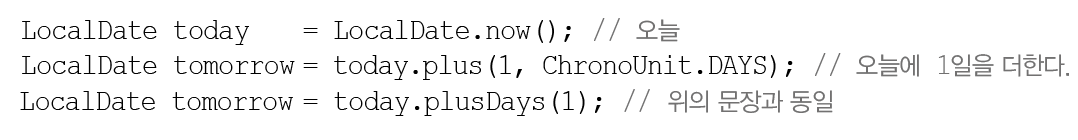 LocalDate today    = LocalDate.now(); // 오늘
LocalDate tomorrow = today.plus(1, ChronoUnit.DAYS); // 오늘에 1일을 더한다.
LocalDate tomorrow = today.plusDays(1); // 위의 문장과 동일